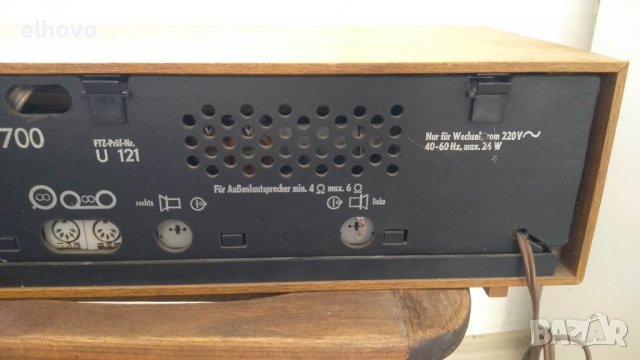 elhovo
700
FTZ-Prüf-Nr.
U 121
Nur für Wechselstrom 220V~
40-60 Hz, max. 24 W
Für Außenlautsprecher min. 4 Ω max. 6 Ω
rechts
links
BAZAR